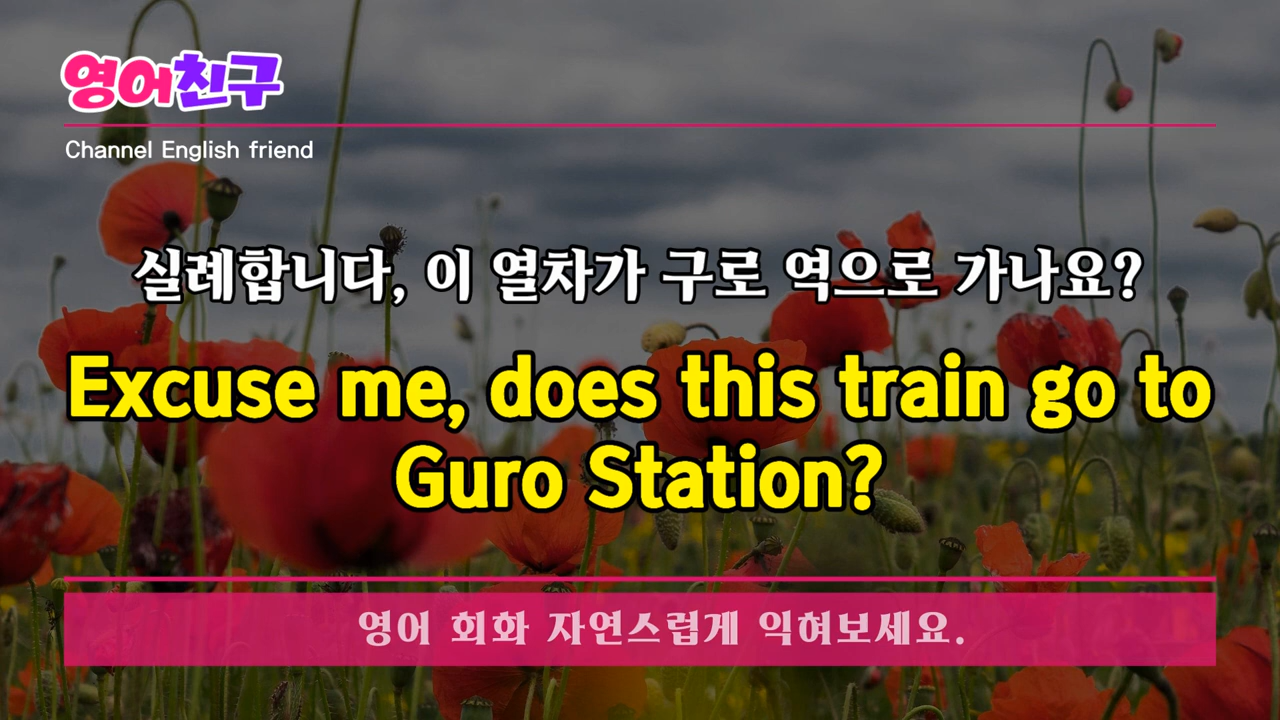 영어친구
Channel English friend
실례합니다, 이 열차가 구로 역으로 가나요?
Excuse me, does this train go to
Guro Station?
영어 회화 자연스럽게 익혀보세요.